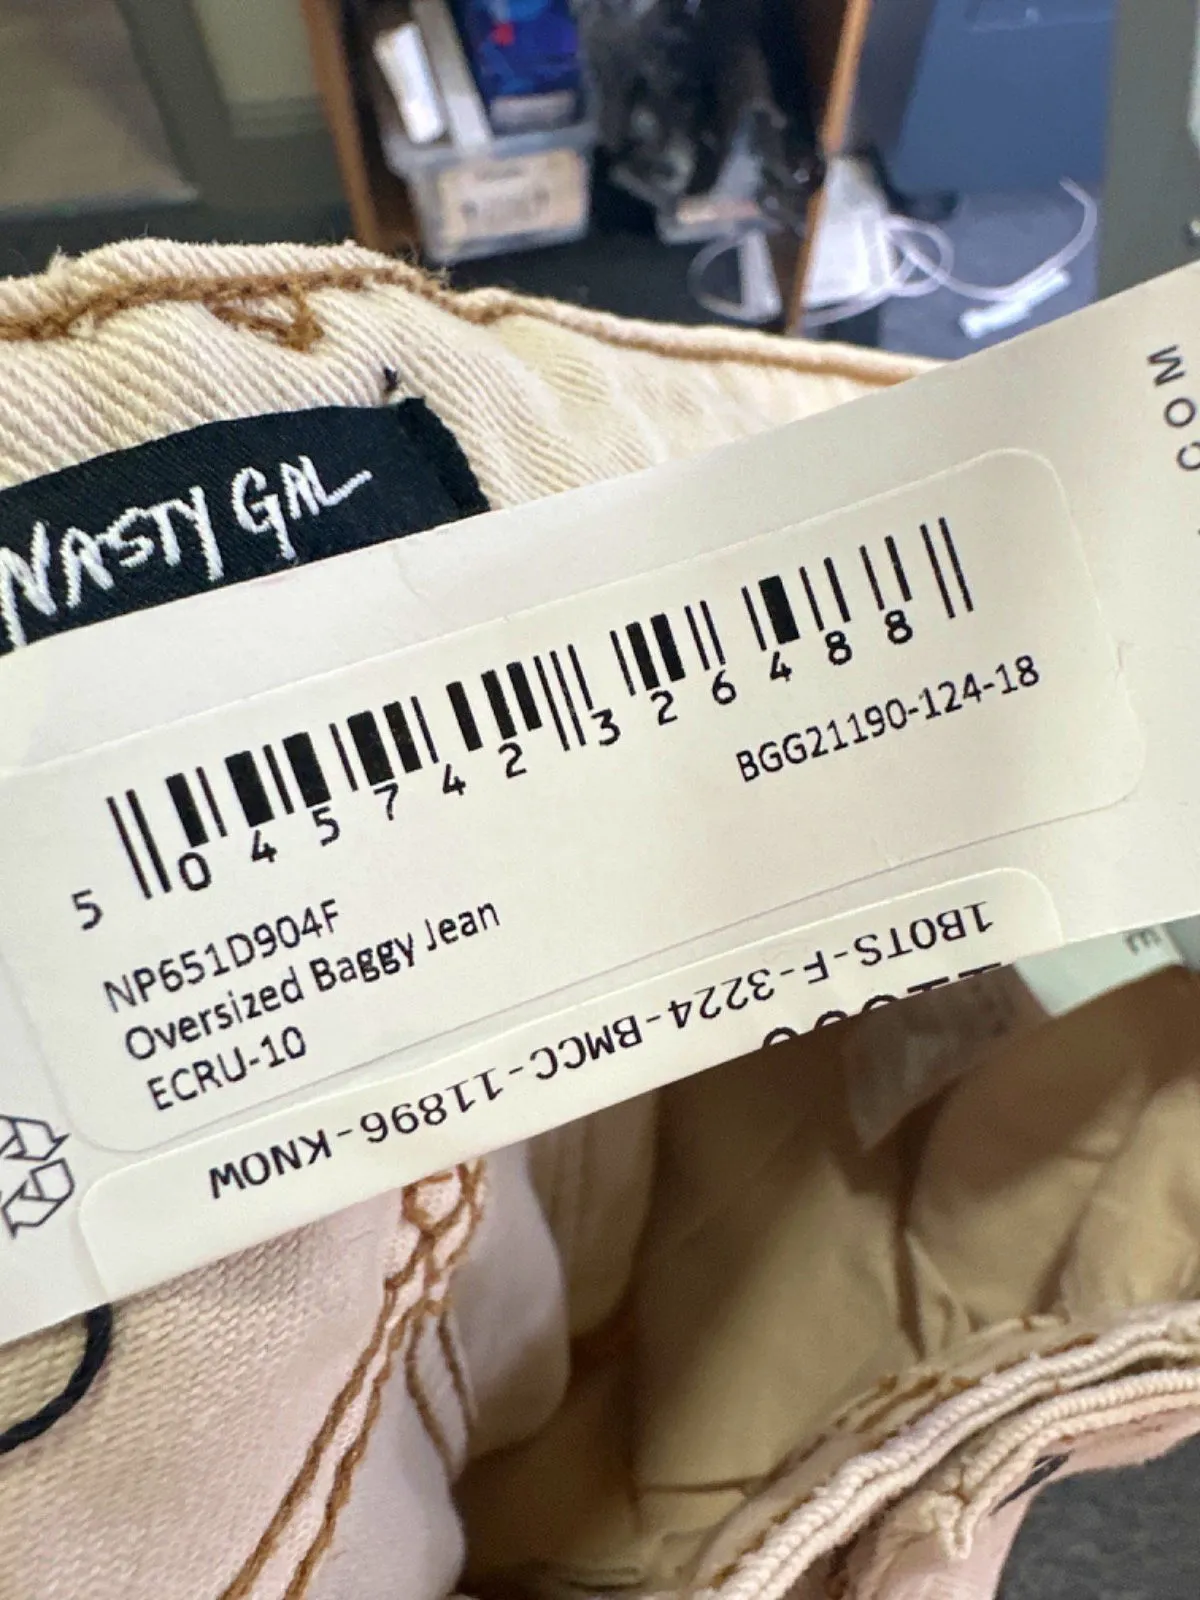 NASTY GAL
5 045742 326488
BGG21190-124-18
NP651D904F
Oversized Baggy Jean
ECRU-10
1B0TS-F-3224-BMCC-11896-KNOW
COM